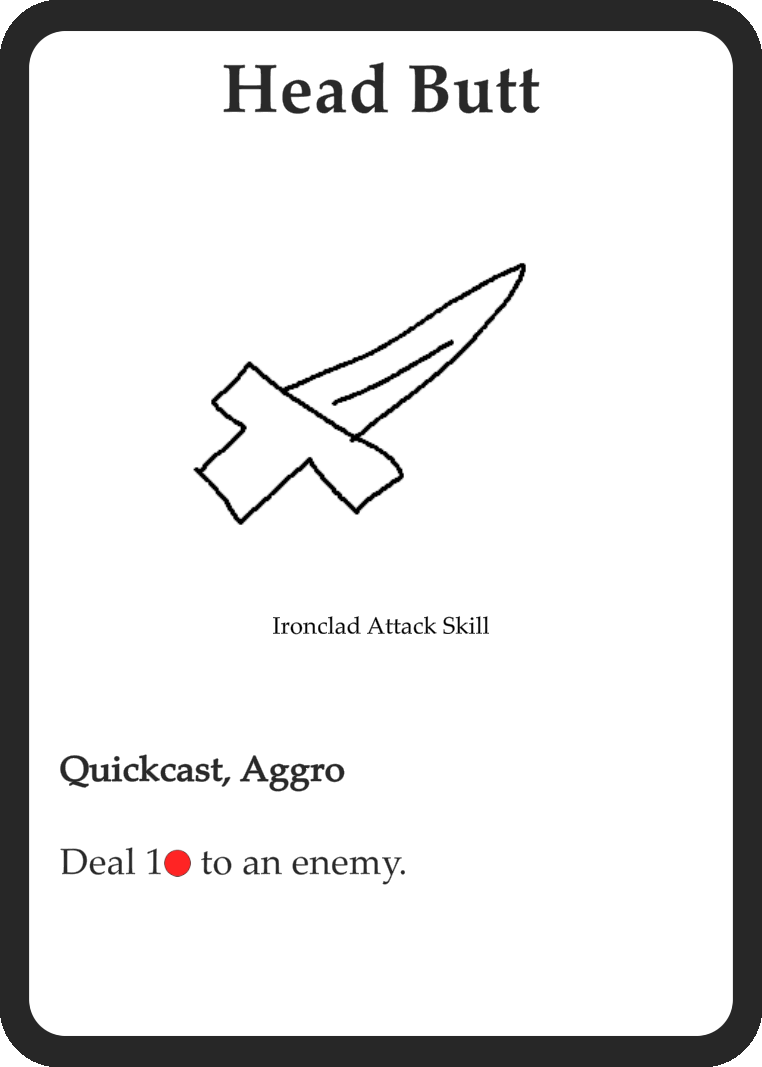 Head Butt
Ironclad Attack Skill
Quickcast, Aggro
Deal 1 to an enemy.